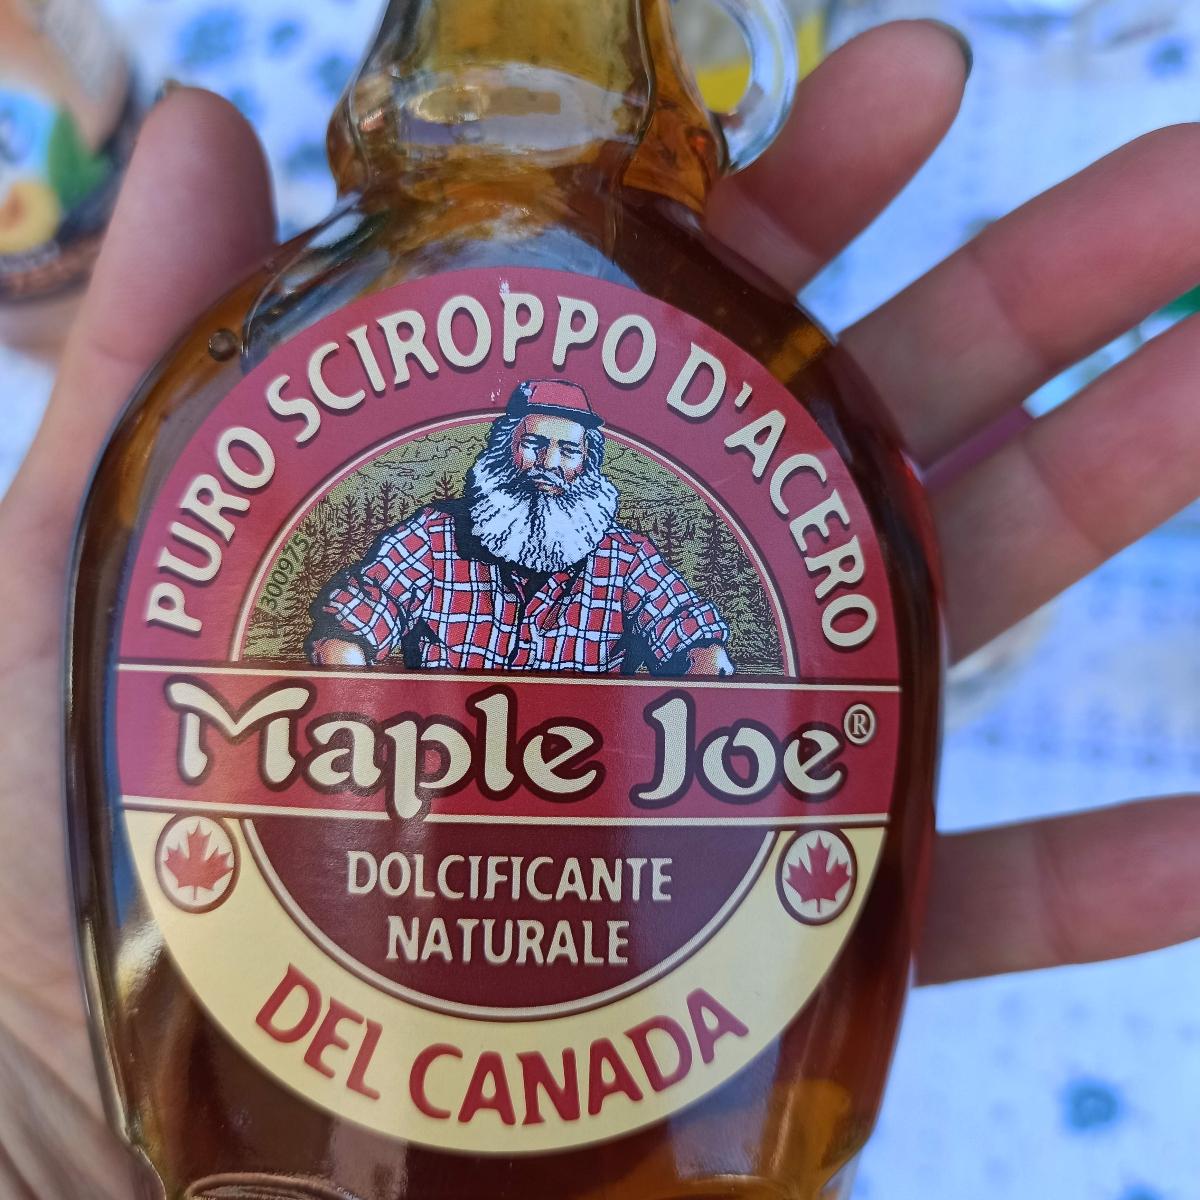 PURO SCIROPPO D'ACERO
300975
Maple Joe®
DOLCIFICANTE
NATURALE
DEL CANADA